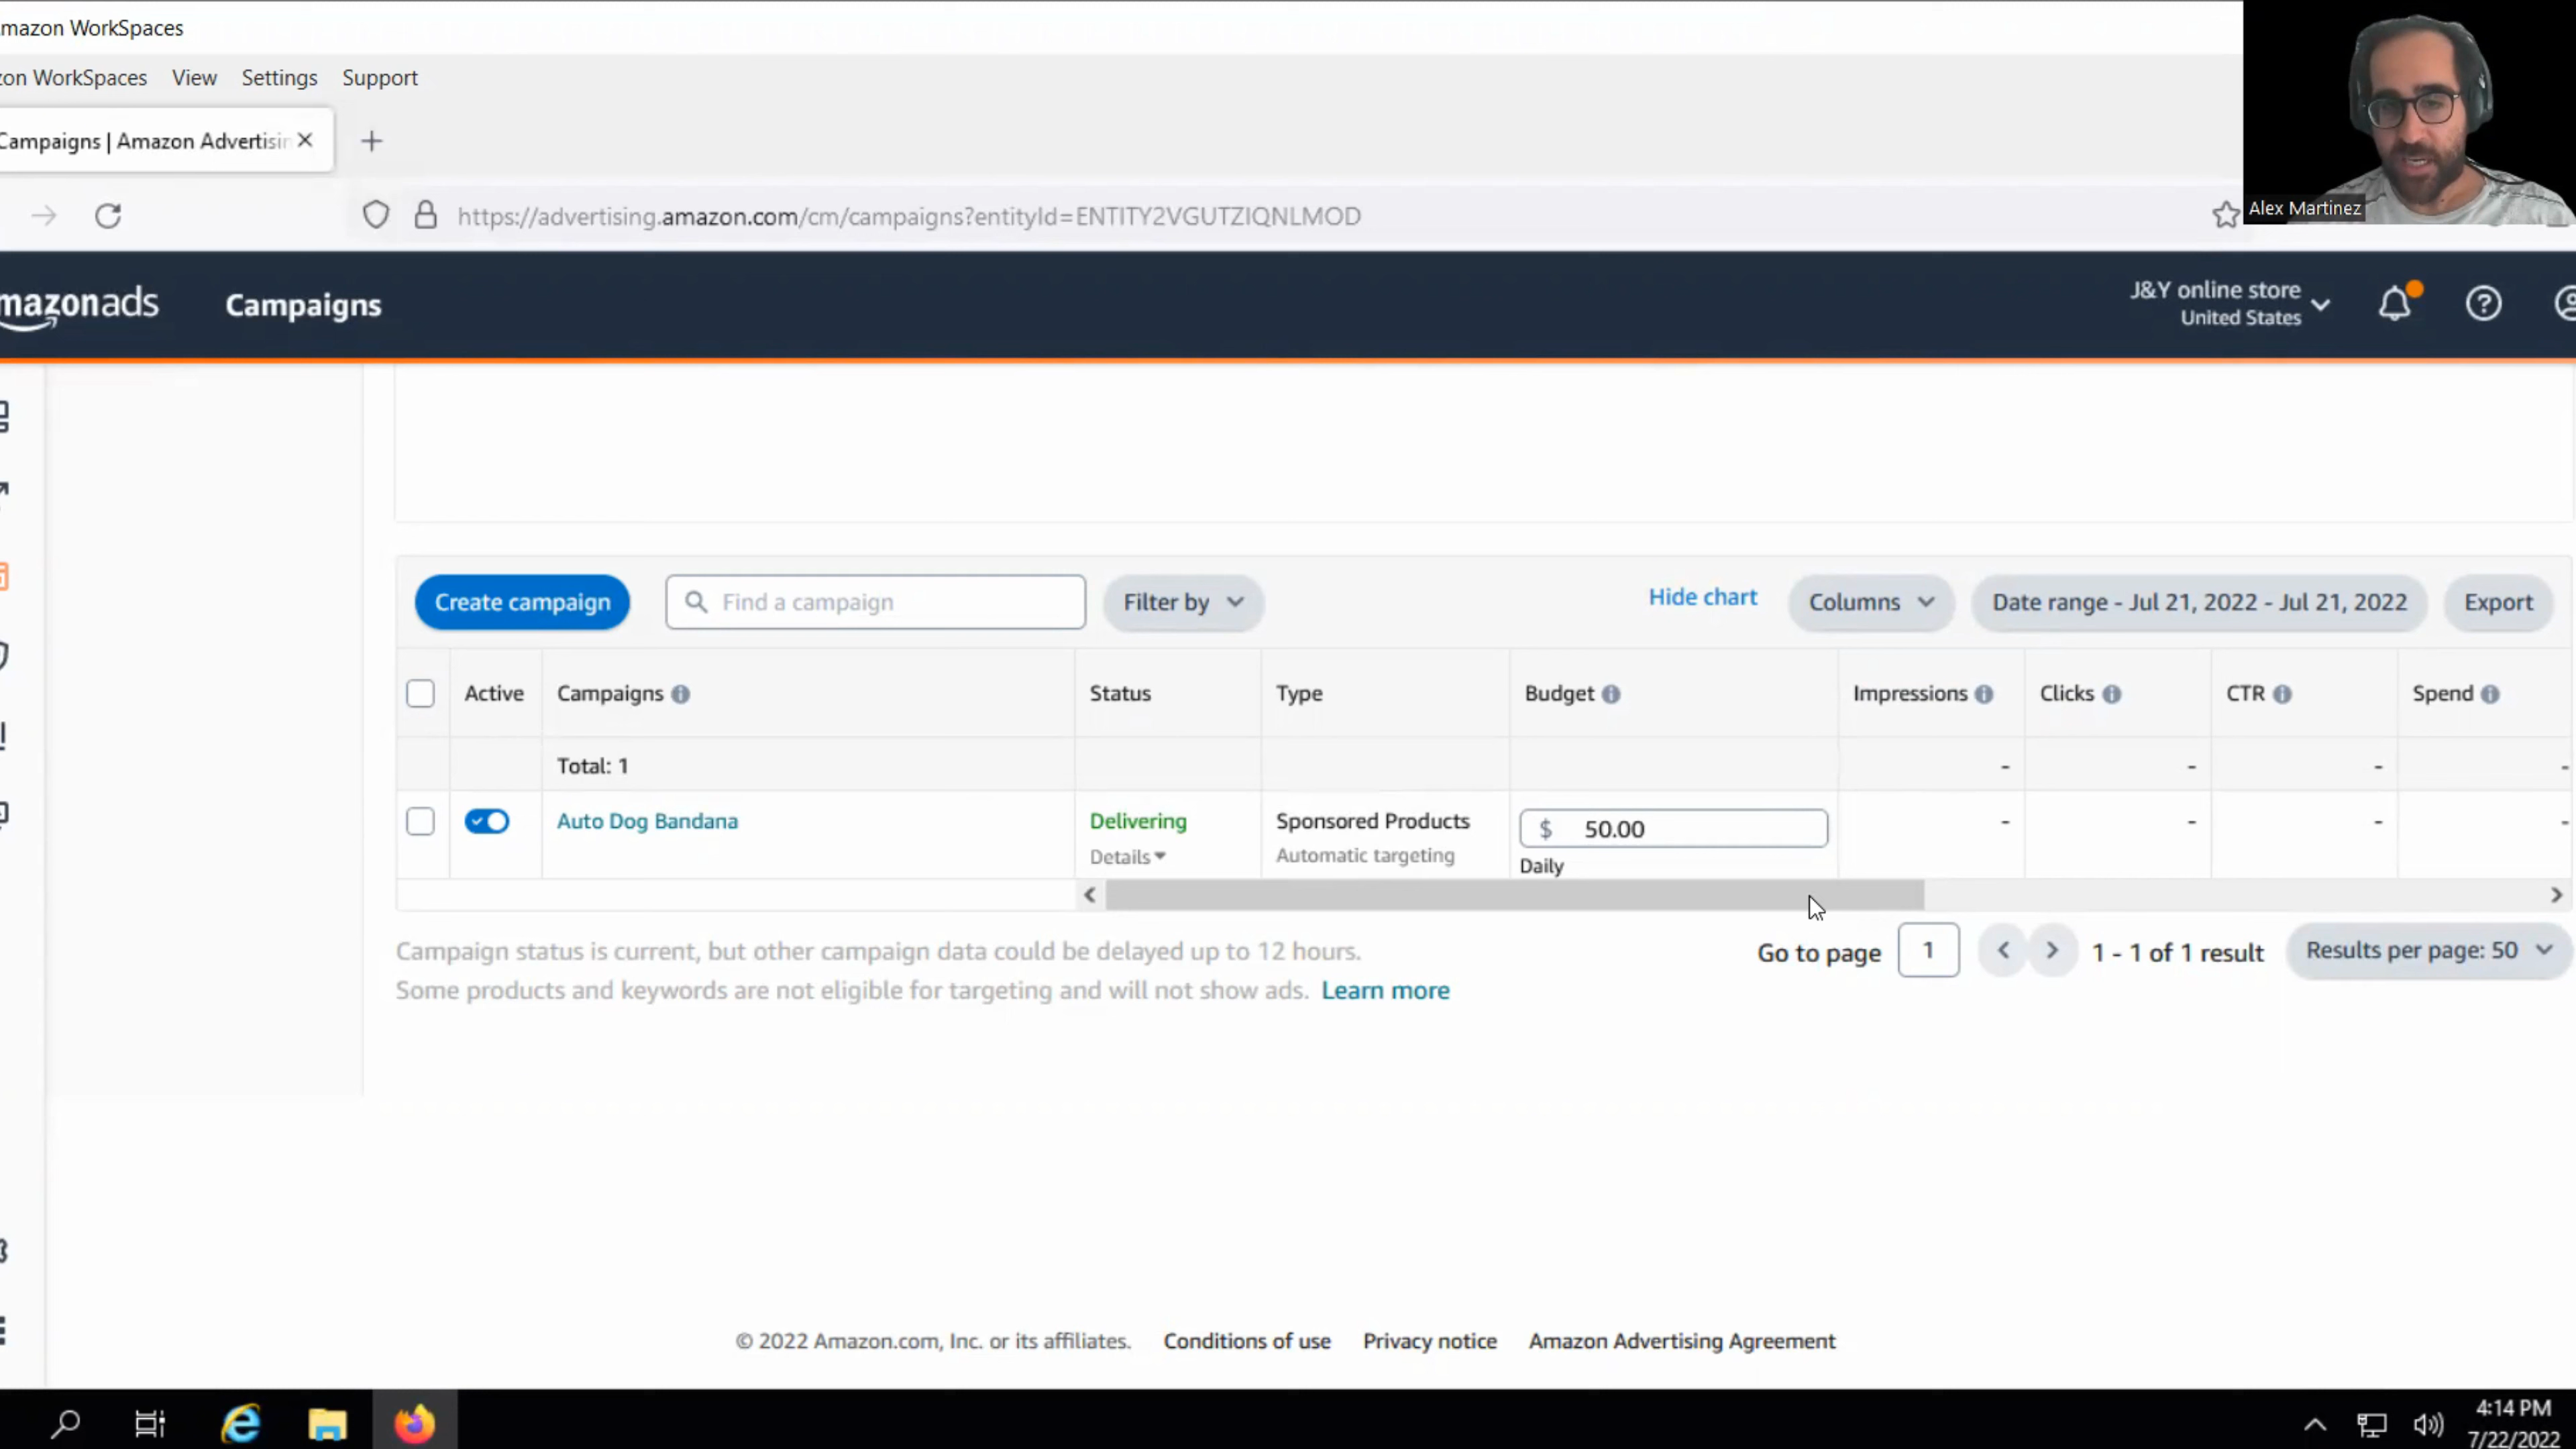 mazon WorkSpaces
zon WorkSpaces View Settings Support
Campaigns | Amazon Advertisin
https://advertising.amazon.com/cm/campaigns?entityId=ENTITY2VGUTZIQNLMOD
Alex Martinez
mazonads Campaigns
J&Y online store
United States
Create campaign Find a campaign Filter by Hide chart Columns Date range - Jul 21, 2022 - Jul 21, 2022 Export
Active Campaigns Status Type Budget Impressions Clicks CTR Spend
Total: 1 - - - -
Auto Dog Bandana Delivering Sponsored Products $ 50.00 - - - -
Details Automatic targeting Daily
Campaign status is current, but other campaign data could be delayed up to 12 hours.
Go to page 1 1 - 1 of 1 result Results per page: 50
Some products and keywords are not eligible for targeting and will not show ads. Learn more
© 2022 Amazon.com, Inc. or its affiliates. Conditions of use Privacy notice Amazon Advertising Agreement
4:14 PM
7/22/2022